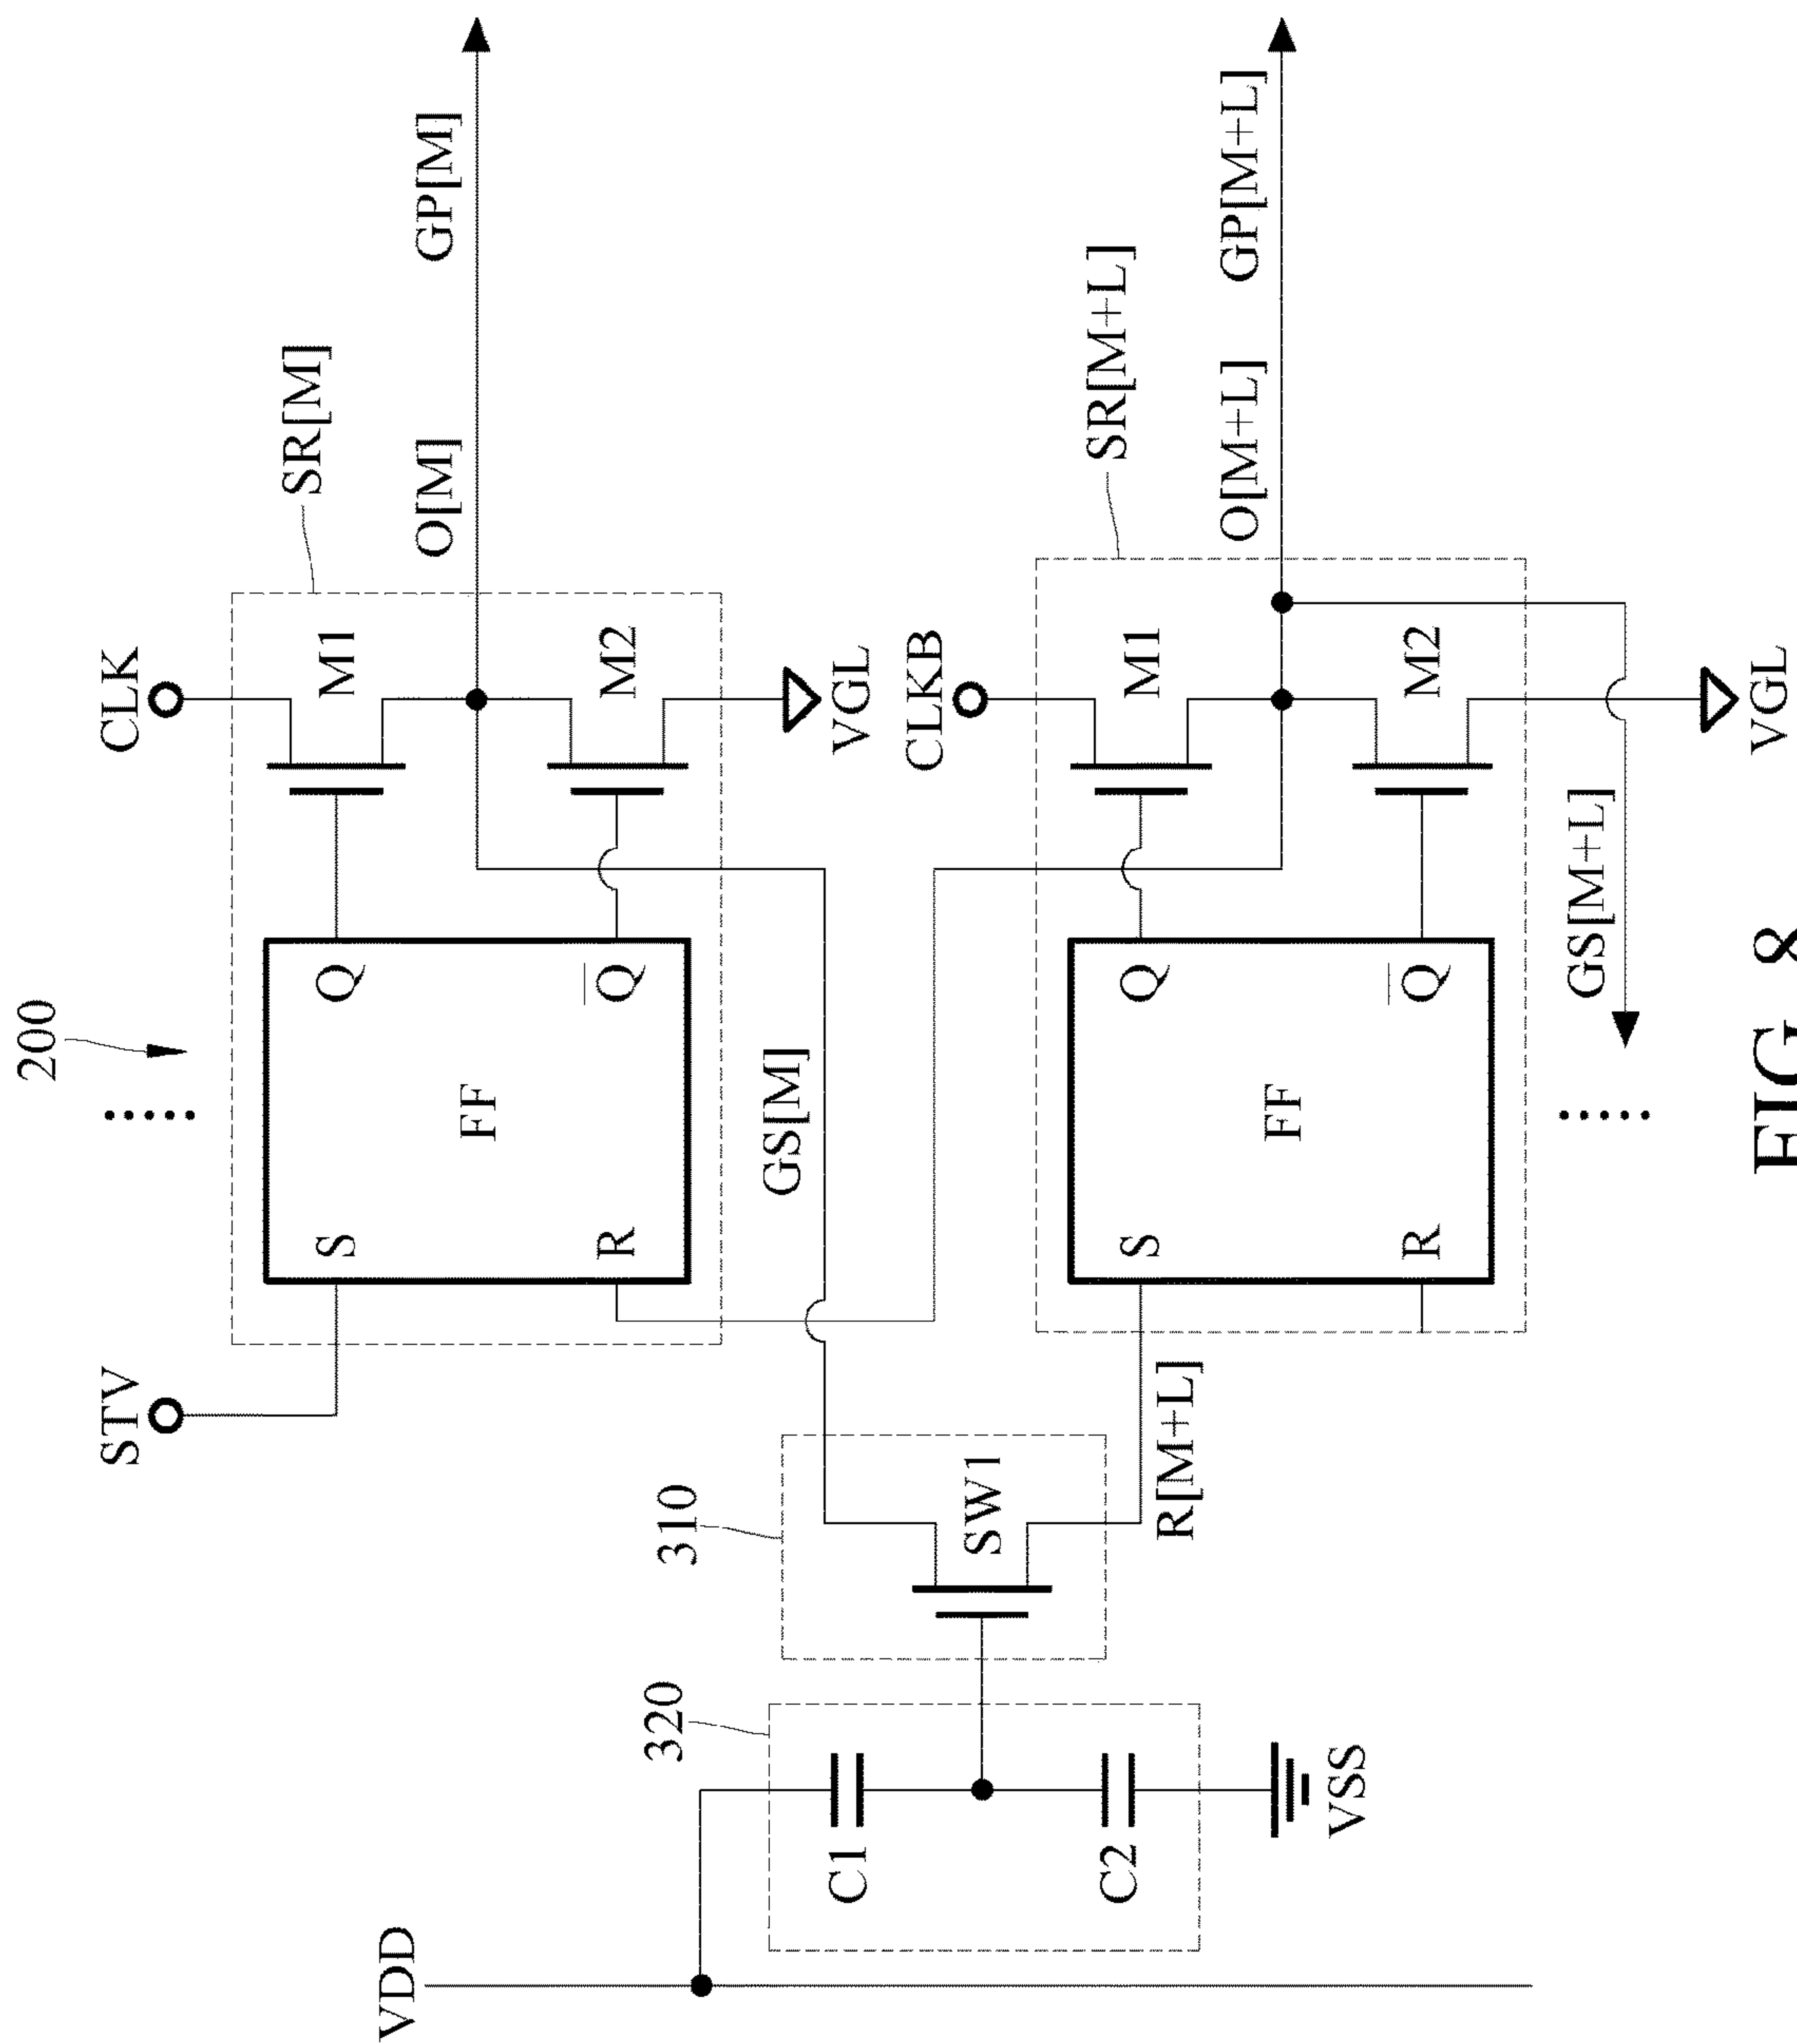 200
STV
CLK
SR[M]
S
Q
M1
FF
O[M]
GP[M]
R
Q
M2
VGL
310
GS[M]
SW1
320
VDD
C1
C2
VSS
R[M+L]
CLKB
SR[M+L]
S
Q
M1
FF
O[M+L]
GP[M+L]
R
Q
M2
GS[M+L]
VGL
FIG. 8